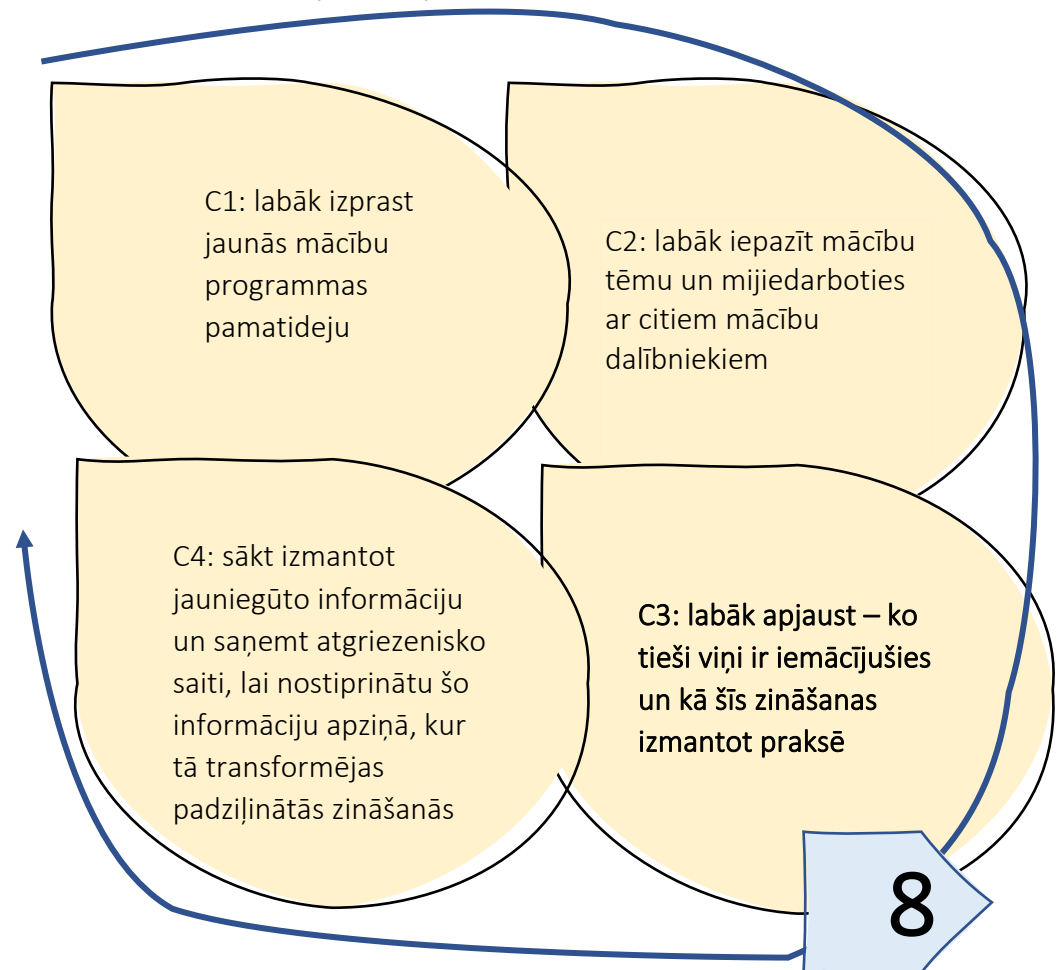 C1: labāk izprast
jaunās mācību
programmas
pamatideju
C2: labāk iepazīt mācību
tēmu un mijiedarboties
ar citiem mācību
dalībniekiem
C4: sākt izmantot
jauniegūto informāciju
un saņemt atgriezenisko
saiti, lai nostiprinātu šo
informāciju apziņā, kur
tā transformējas
padziļinātās zināšanās
C3: labāk apjaust – ko
tieši viņi ir iemācījušies
un kā šīs zināšanas
izmantot praksē
8